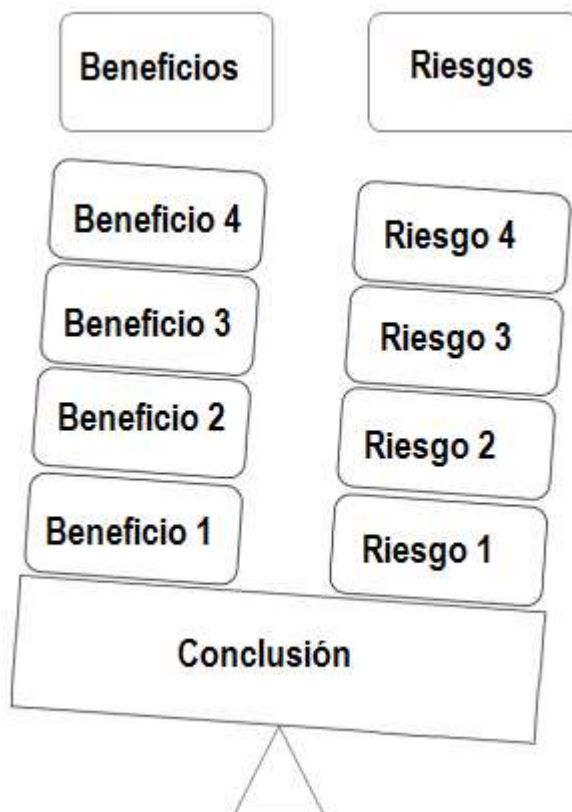 Beneficios
Riesgos
Beneficio 4
Riesgo 4
Beneficio 3
Riesgo 3
Beneficio 2
Riesgo 2
Beneficio 1
Riesgo 1
Conclusión